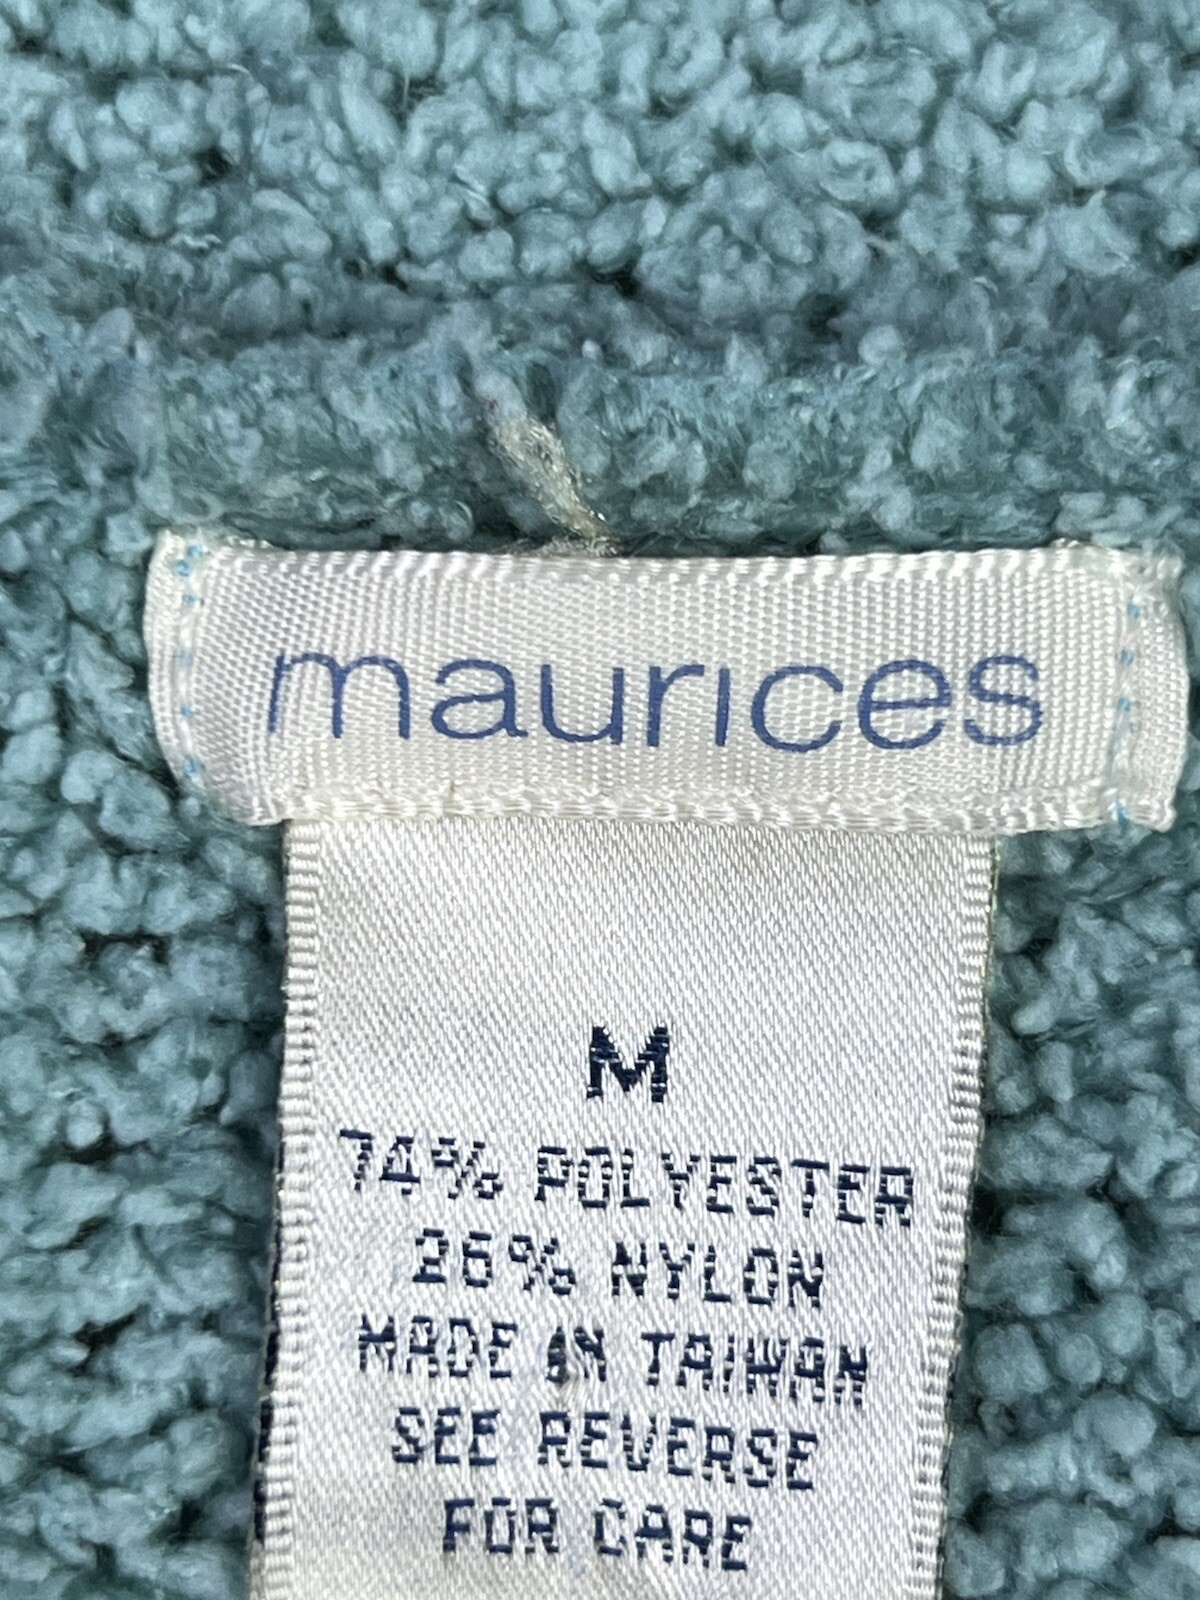 maurices
M
74% POLYESTER
26% NYLON
MADE IN TAIWAN
SEE REVERSE
FOR CARE